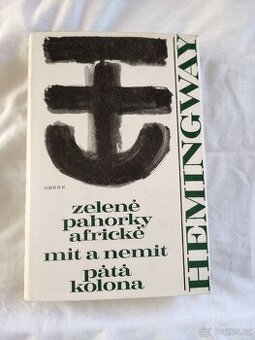 ODEON
zelené
pahorky
africké
mít a nemít
pátá
kolona
HEMINGWAY